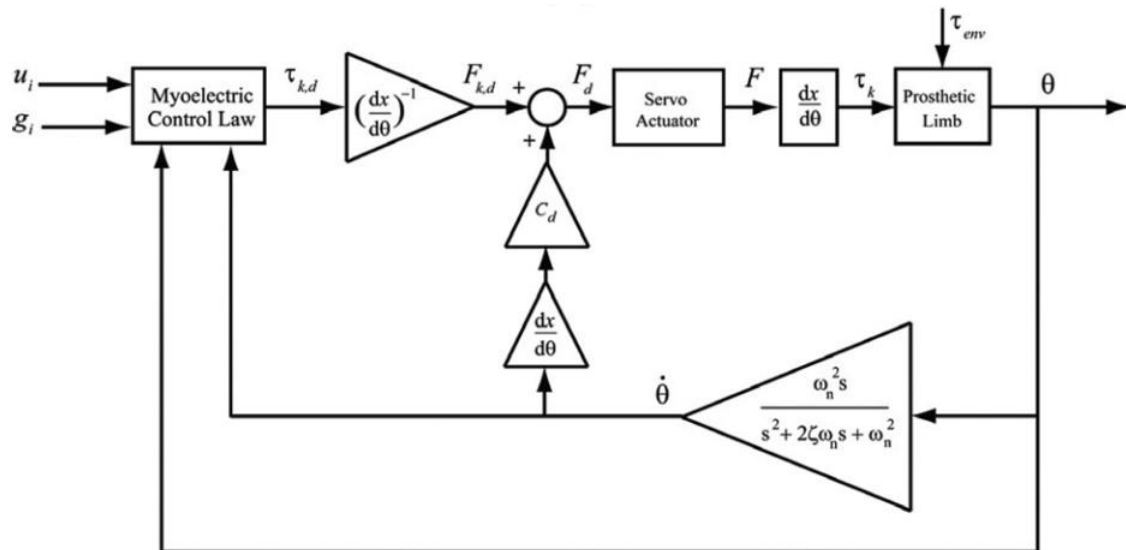 τ_env
u_i
g_i
Myoelectric
Control Law
τ_k,d
(dx/dθ)^-1
F_k,d
+
+
F_d
Servo
Actuator
F
dx
dθ
τ_k
Prosthetic
Limb
θ
C_d
dx
dθ
θ̇
ω_n^2 s
s^2 + 2ζω_n s + ω_n^2